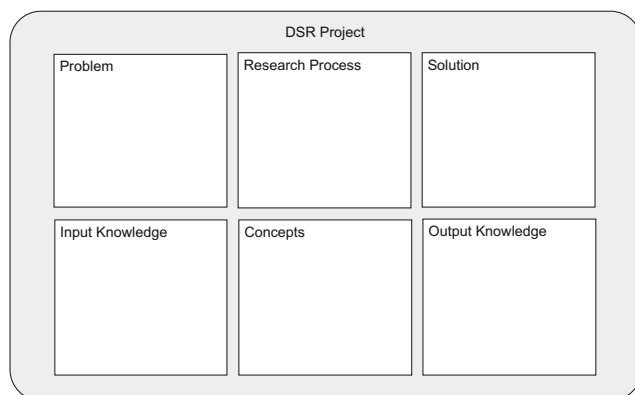 DSR Project
Problem
Research Process
Solution
Input Knowledge
Concepts
Output Knowledge